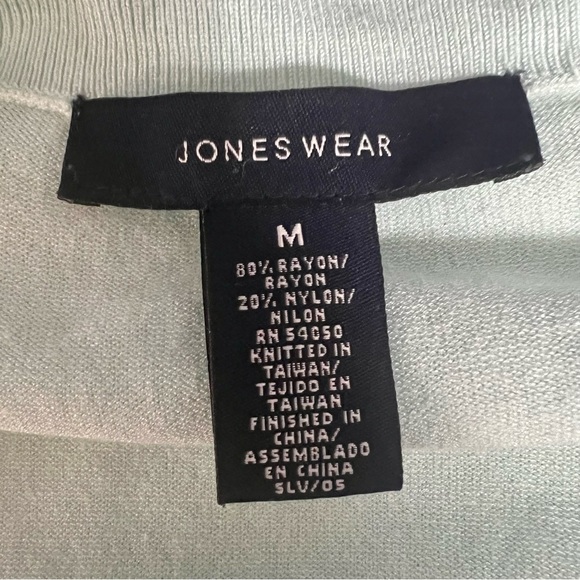 JONES WEAR
M
80% RAYON/
RAYON
20% NYLON/
NILON
RN 54050
KNITTED IN
TAIWAN/
TEJIDO EN
TAIWAN
FINISHED IN
CHINA/
ASSEMBLADO
EN CHINA
SLV/05